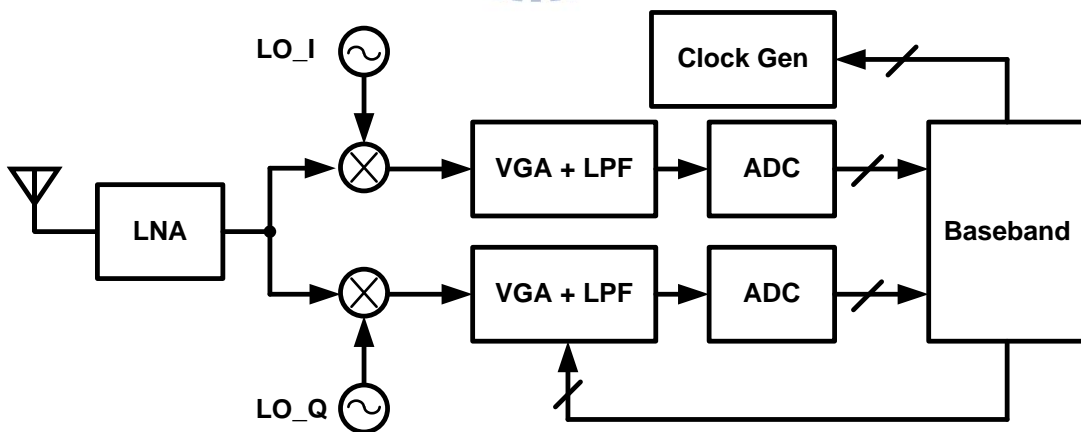 LO_I
Clock Gen
VGA + LPF
ADC
LNA
Baseband
VGA + LPF
ADC
LO_Q